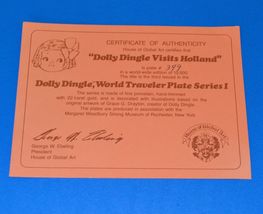 CERTIFICATE OF AUTHENTICITY
House of Global Art certifies that
"Dolly Dingle Visits Holland"
is plate # 349
in a world-wide edition of 10,000
This title is the third issued in the
Dolly Dingle, World Traveler Plate Series I
The series is made of fine porcelain, hand-trimmed
with 22 karat gold, and is decorated with illustrations based on the
original artwork of Grace G. Drayton, creator of Dolly Dingle.
The plates are produced in association with the
Margaret Woodbury Strong Museum of Rochester, New York
George W. Ebeling
George W. Ebeling
President
House of Global Art